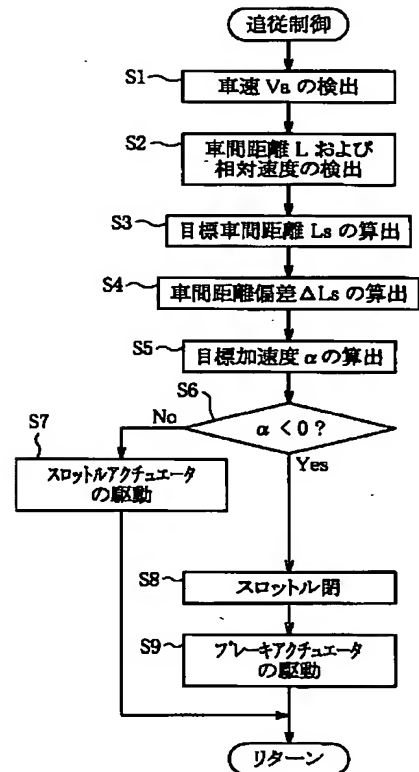 追従制御
S1
車速 Va の検出
S2
車間距離 L および
相対速度の検出
S3
目標車間距離 Ls の算出
S4
車間距離偏差 ΔLs の算出
S5
目標加速度 α の算出
S6
α < 0 ?
No
Yes
S7
スロットルアクチュエータ
の駆動
S8
スロットル閉
S9
ブレーキアクチュエータ
の駆動
リターン